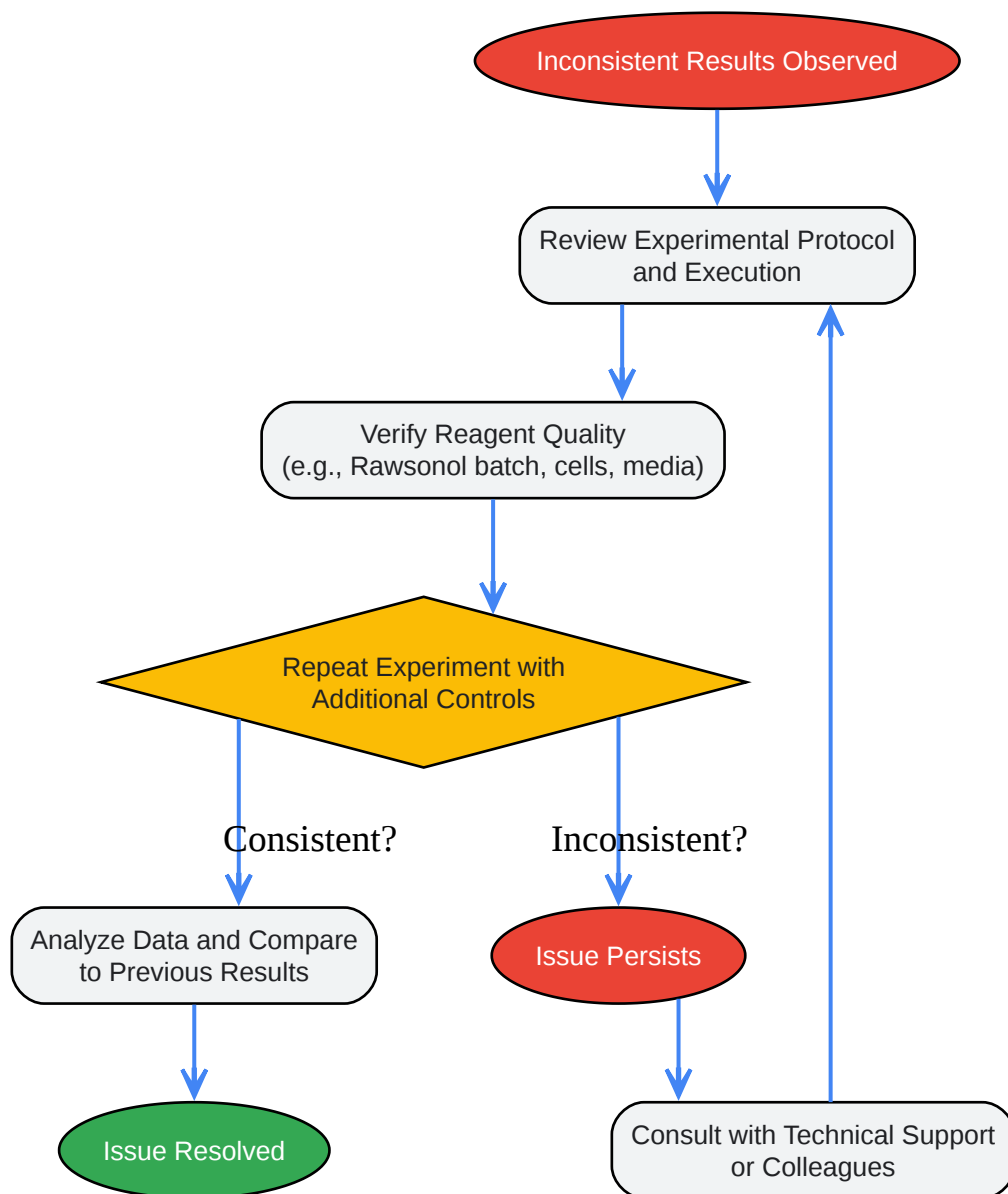 Inconsistent Results Observed
Review Experimental Protocol
and Execution
Verify Reagent Quality
(e.g., Rawsonol batch, cells, media)
Repeat Experiment with
Additional Controls
Consistent?
Inconsistent?
Analyze Data and Compare
to Previous Results
Issue Persists
Issue Resolved
Consult with Technical Support
or Colleagues